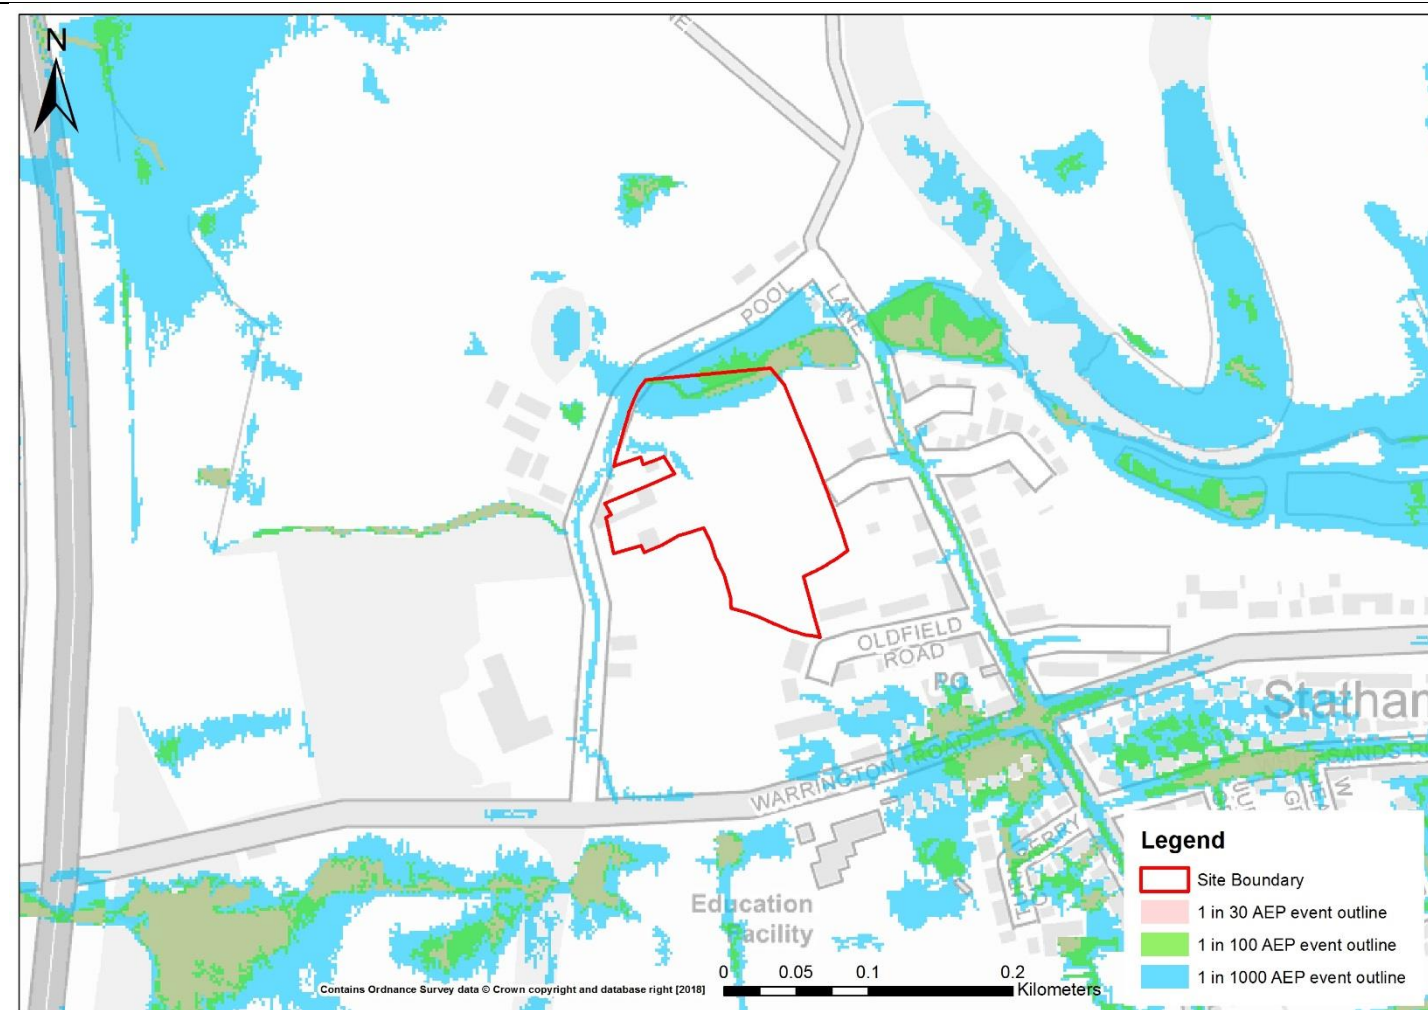 N
POOL
LANE
OLDFIELD
ROAD
PO
Statham
WARRINGTON ROAD
Education
Facility
Legend
Site Boundary
1 in 30 AEP event outline
1 in 100 AEP event outline
1 in 1000 AEP event outline
0 0.05 0.1 0.2
Kilometers
Contains Ordnance Survey data © Crown copyright and database right [2018]